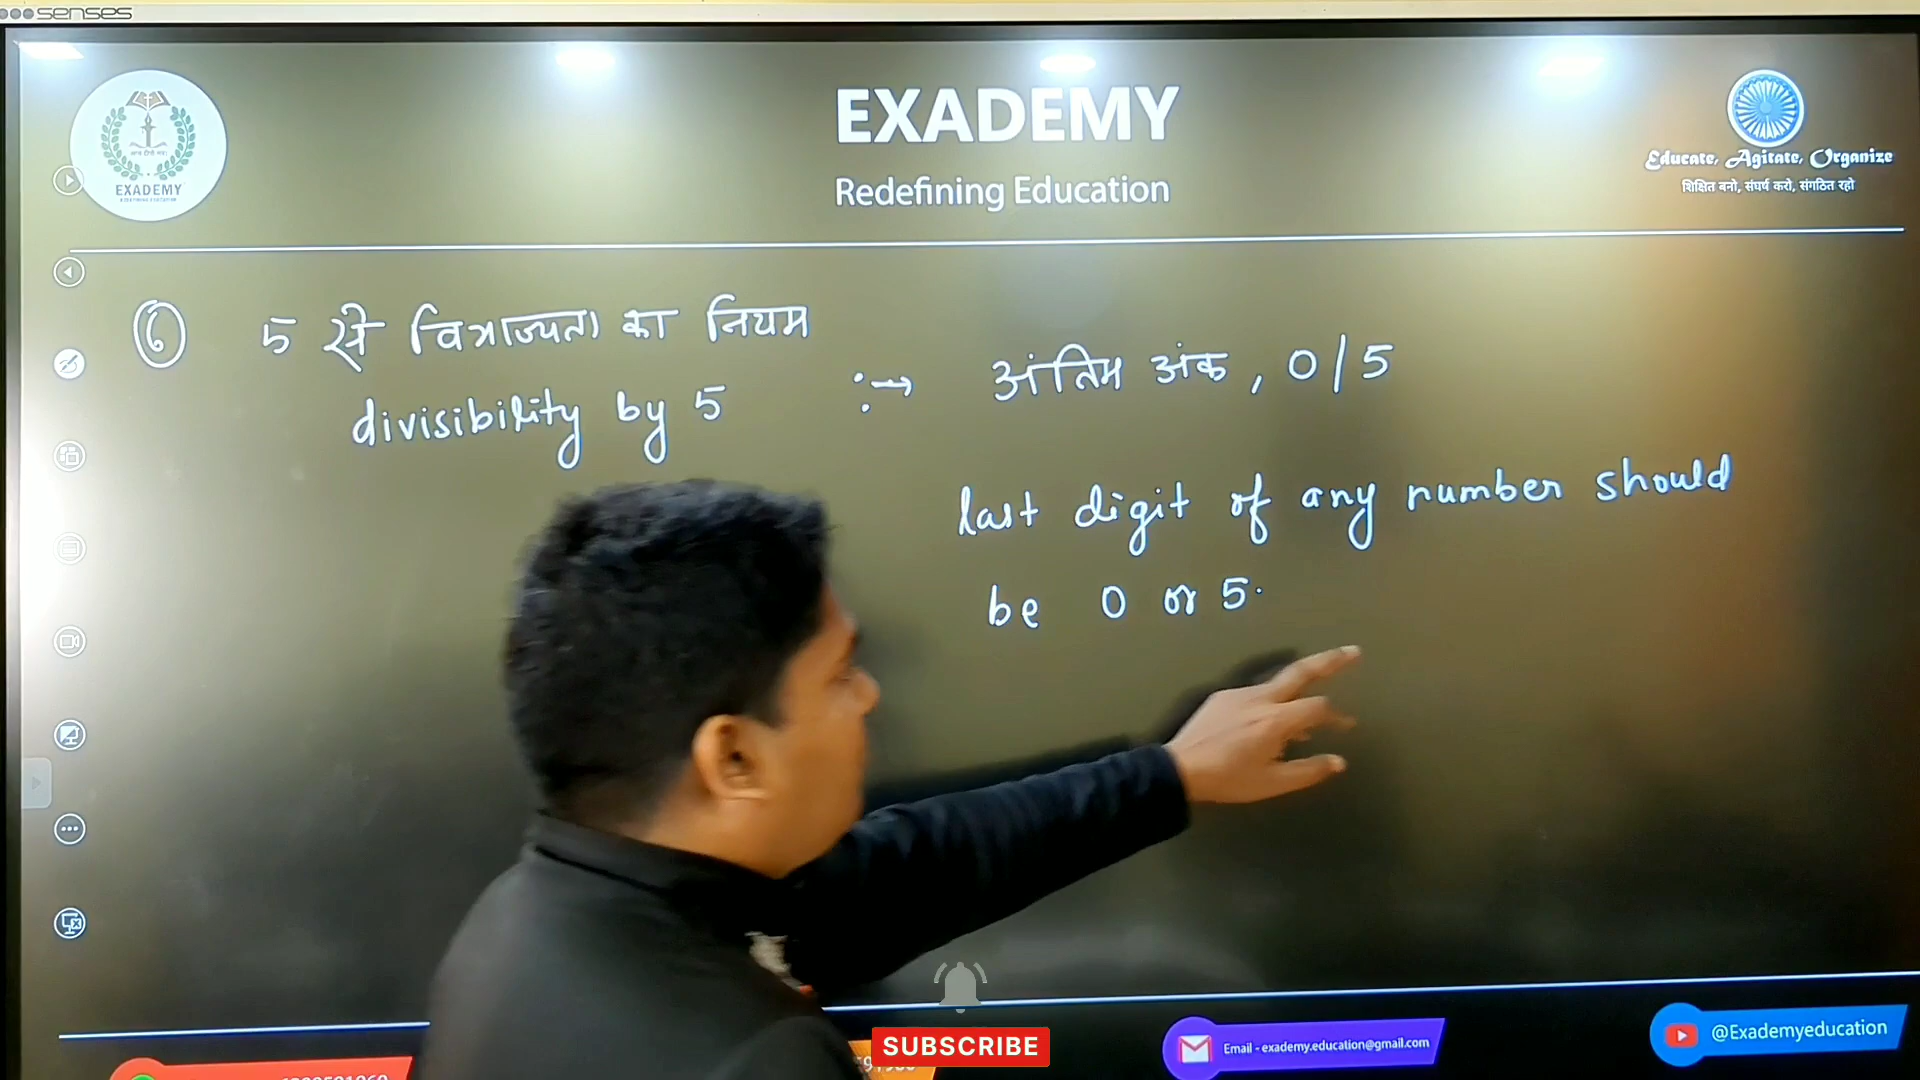 senses
EXADEMY
Redefining Education
EXADEMY
Educate, Agitate, Organize
शिक्षित बनो, संघर्ष करो, संगठित रहो
6 5 से विभाज्यता का नियम
divisibility by 5 :→ अंतिम अंक, 0/5
last digit of any number should
be 0 or 5.
SUBSCRIBE
Email - exademy.education@gmail.com
@Exademyeducation